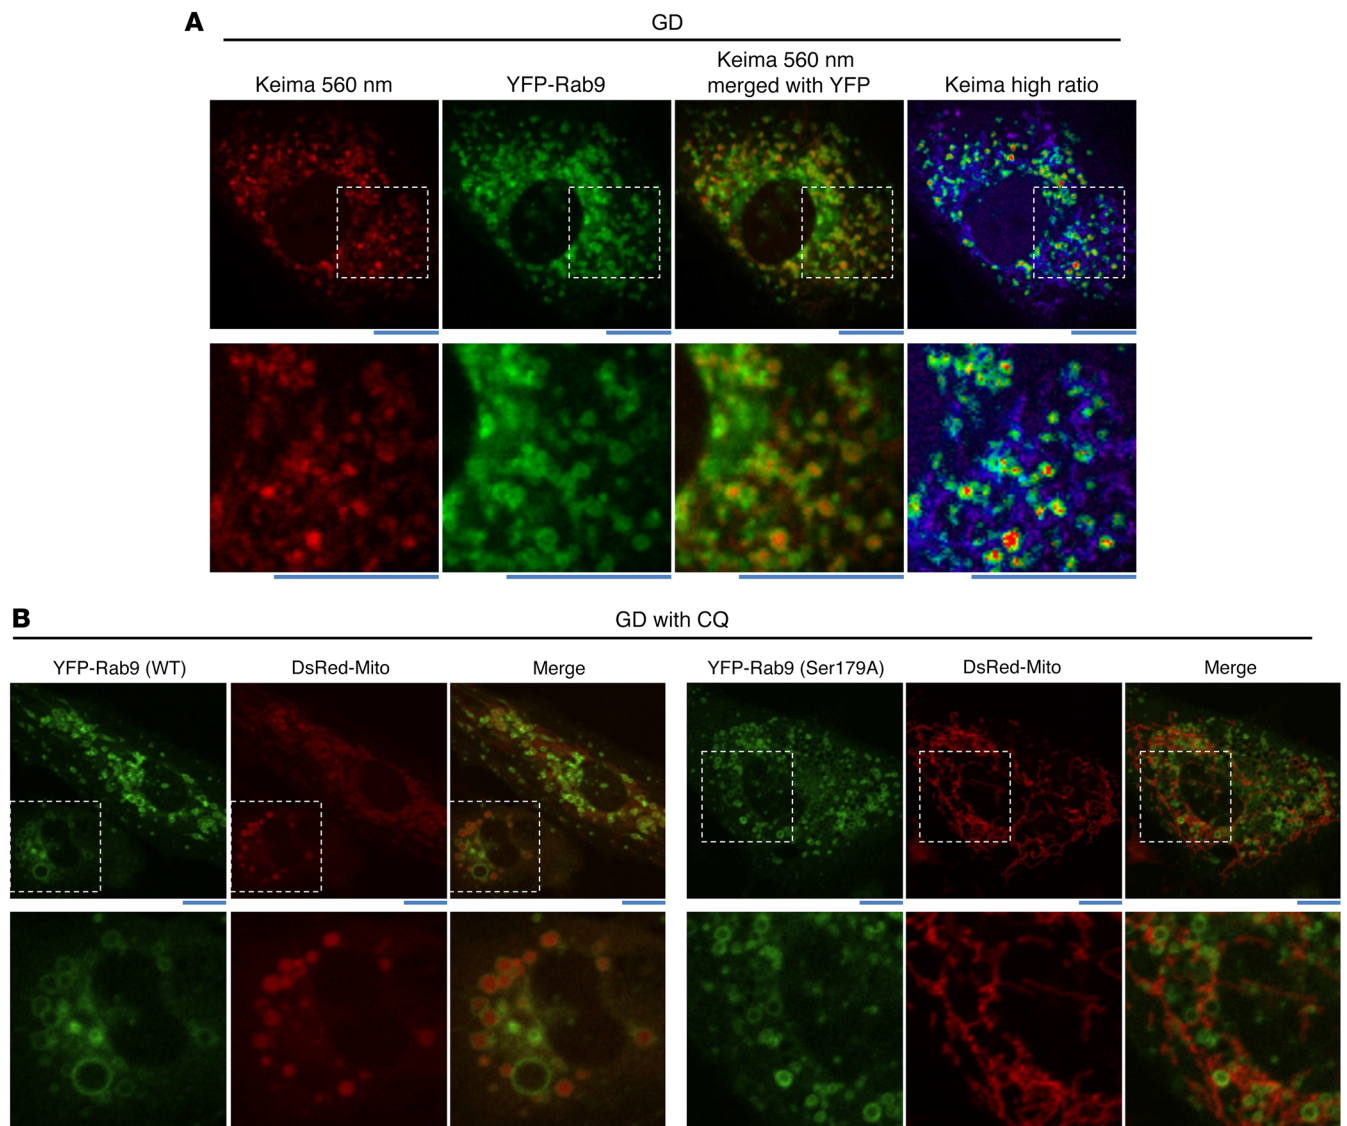 A
GD
Keima 560 nm
YFP-Rab9
Keima 560 nm
merged with YFP
Keima high ratio
B
GD with CQ
YFP-Rab9 (WT)
DsRed-Mito
Merge
YFP-Rab9 (Ser179A)
DsRed-Mito
Merge